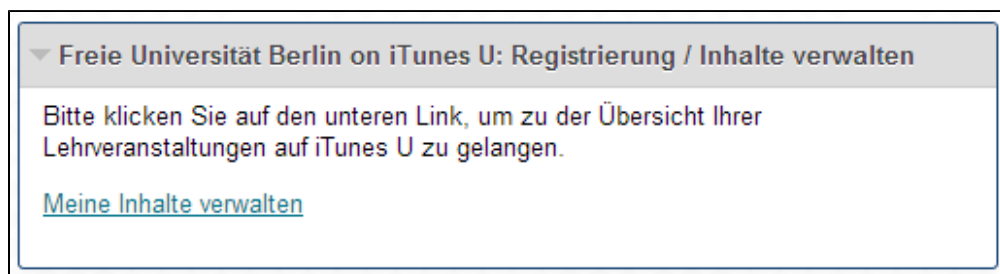 Freie Universität Berlin on iTunes U: Registrierung / Inhalte verwalten
Bitte klicken Sie auf den unteren Link, um zu der Übersicht Ihrer
Lehrveranstaltungen auf iTunes U zu gelangen.
Meine Inhalte verwalten